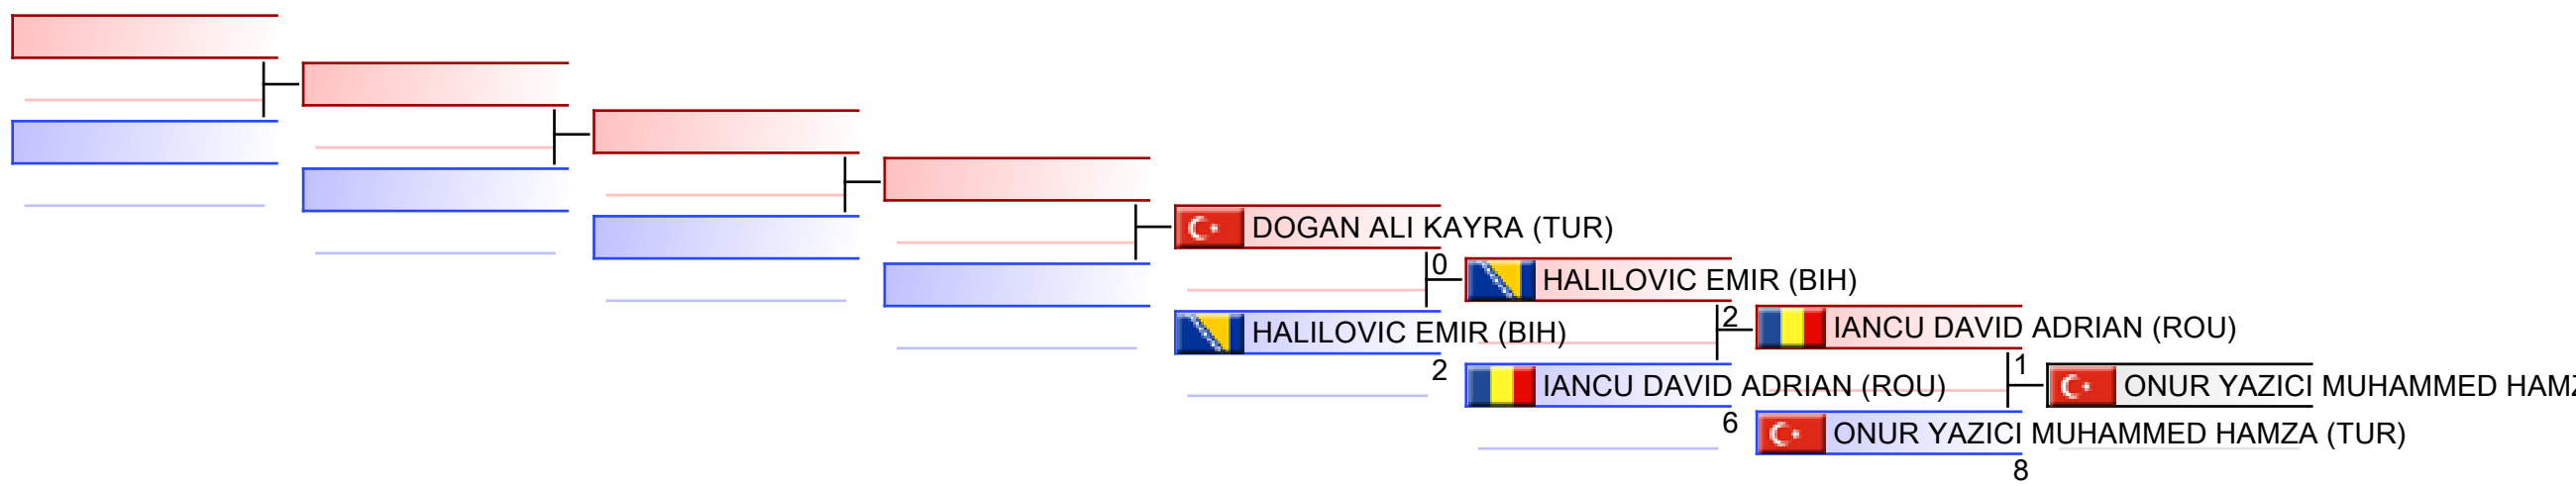 DOGAN ALI KAYRA (TUR)
0
HALILOVIC EMIR (BIH)
2
HALILOVIC EMIR (BIH)
2
IANCU DAVID ADRIAN (ROU)
6
IANCU DAVID ADRIAN (ROU)
1
ONUR YAZICI MUHAMMED HAMZA (TUR)
8
ONUR YAZICI MUHAMMED HAM